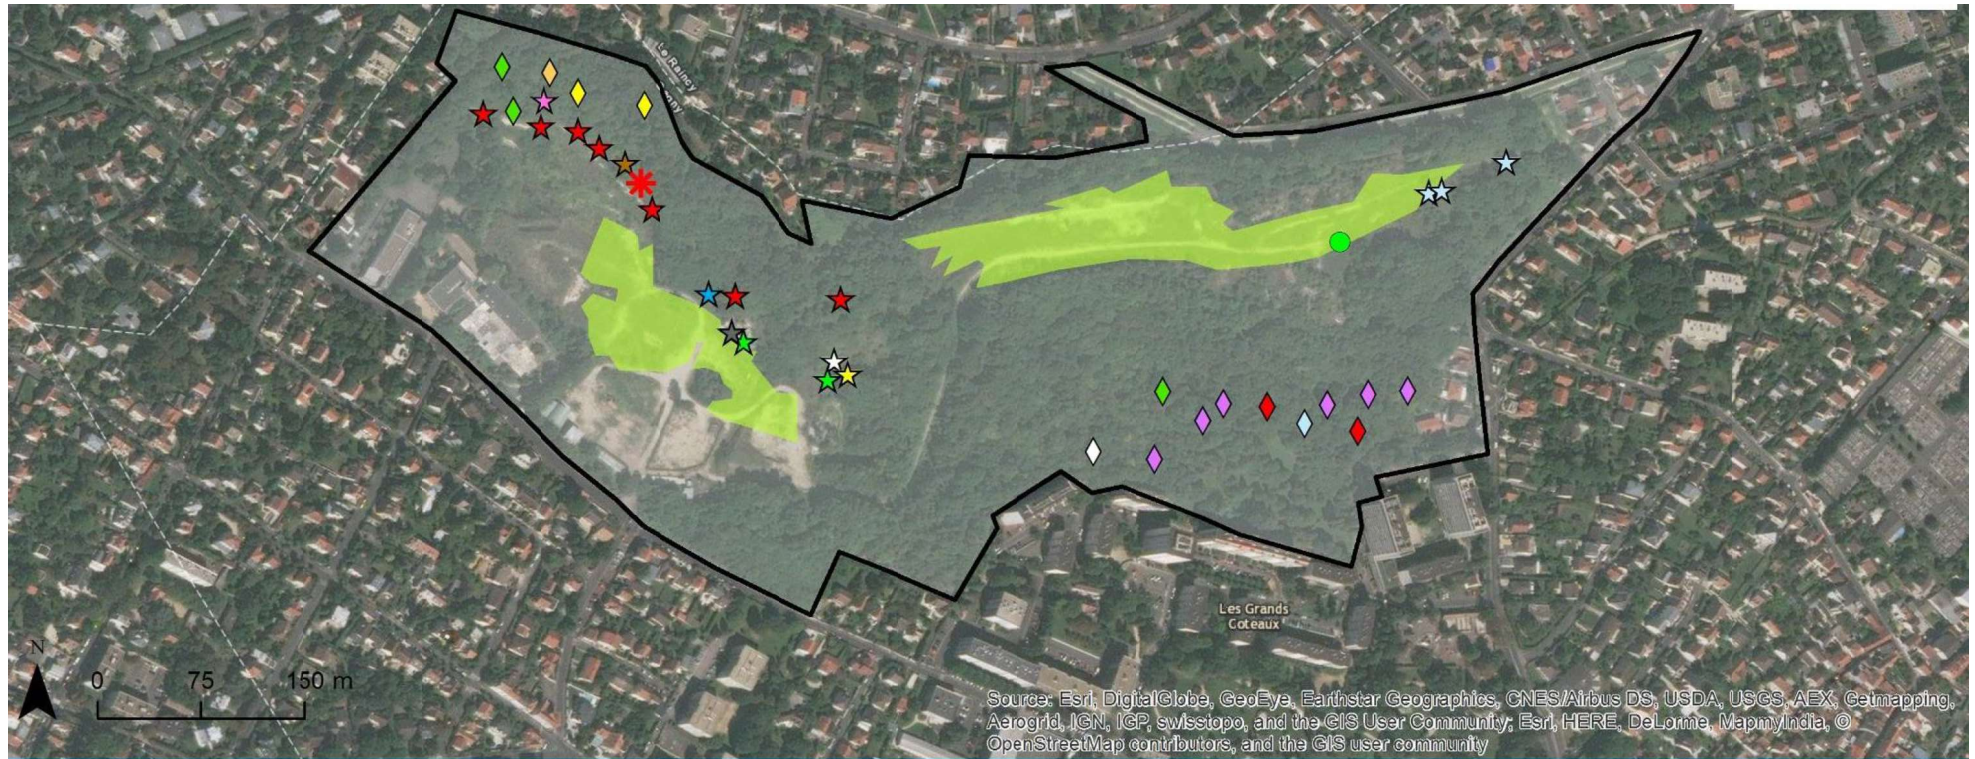 Le Raincy
Les Grands
Coteaux
N
0 75 150 m
Source: Esri, DigitalGlobe, GeoEye, Earthstar Geographics, CNES/Airbus DS, USDA, USGS, AEX, Getmapping,
Aerogrid, IGN, IGP, swisstopo, and the GIS User Community; Esri, HERE, DeLorme, MapmyIndia, ©
OpenStreetMap contributors, and the GIS user community